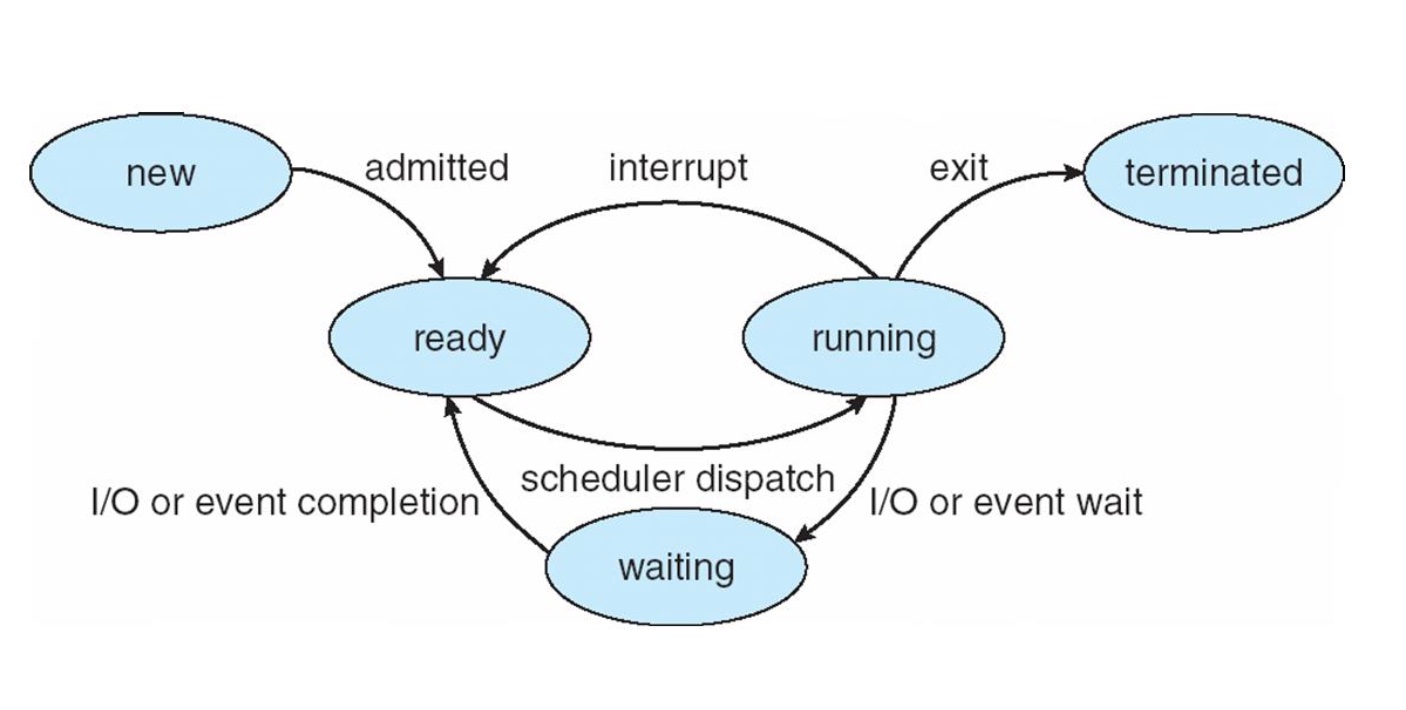 new
admitted
interrupt
exit
terminated
ready
running
scheduler dispatch
I/O or event completion
I/O or event wait
waiting